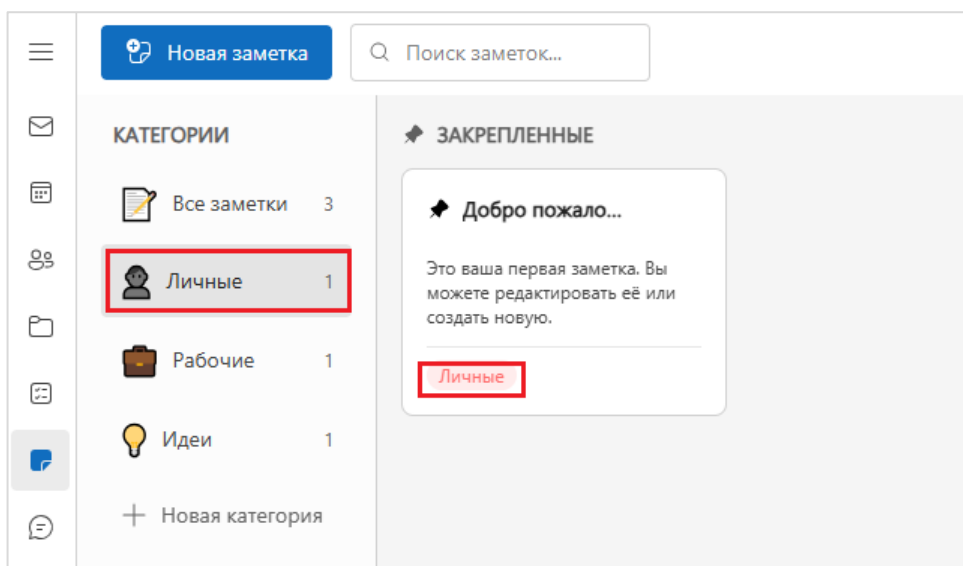 Новая заметка
Поиск заметок...
КАТЕГОРИИ
Все заметки 3
Личные 1
Рабочие 1
Идеи 1
Новая категория
ЗАКРЕПЛЕННЫЕ
Добро пожало...
Это ваша первая заметка. Вы
можете редактировать её или
создать новую.
Личные